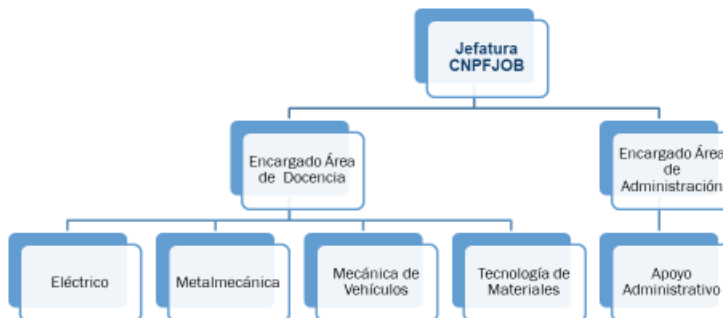 Jefatura
CNPFJOB
Encargado Área
de Docencia
Encargado Área
de
Administración
Eléctrico
Metalmecánica
Mecánica de
Vehículos
Tecnología de
Materiales
Apoyo
Administrativo